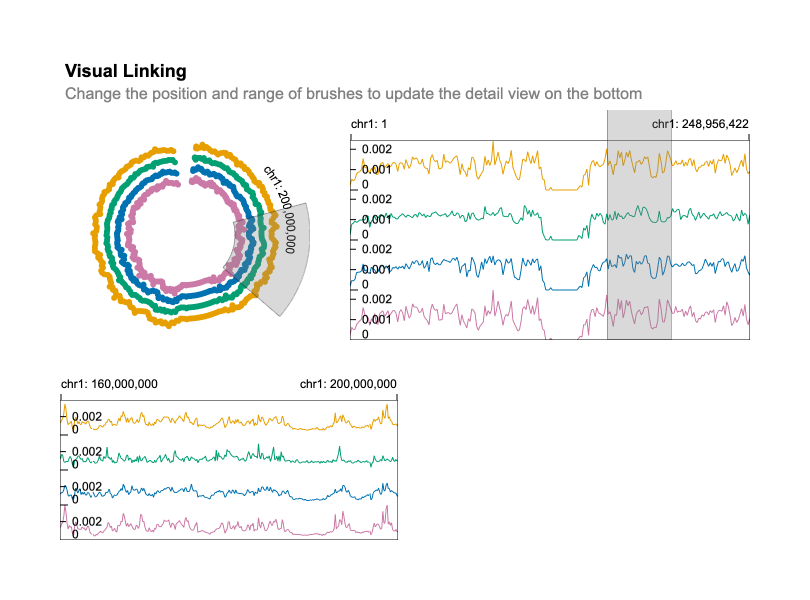 Visual Linking
Change the position and range of brushes to update the detail view on the bottom
chr1: 1
chr1: 248,956,422
0.002
0.001
0
0.002
0.001
0
0.002
0.001
0
0.002
0.001
0
chr1: 200,000,000
chr1: 160,000,000
chr1: 200,000,000
0.002
0
0.002
0
0.002
0
0.002
0